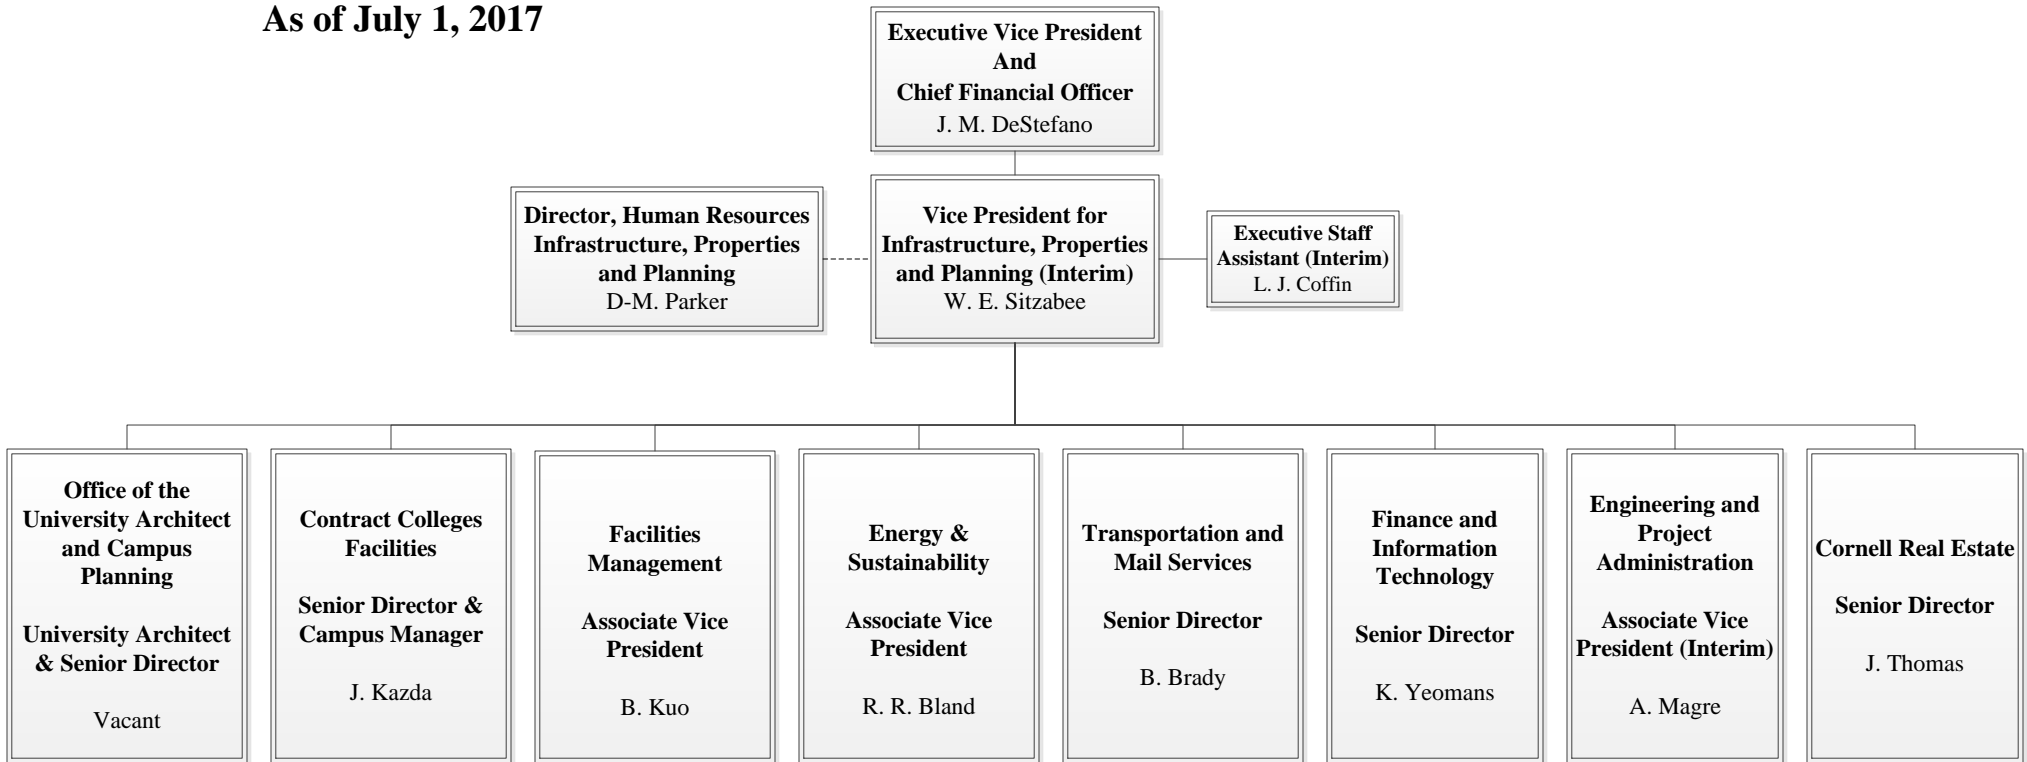 As of July 1, 2017
Executive Vice President
And
Chief Financial Officer
J. M. DeStefano
Director, Human Resources
Infrastructure, Properties
and Planning
D-M. Parker
Vice President for
Infrastructure, Properties
and Planning (Interim)
W. E. Sitzabee
Executive Staff
Assistant (Interim)
L. J. Coffin
Office of the
University Architect
and Campus
Planning
University Architect
& Senior Director
Vacant
Contract Colleges
Facilities
Senior Director &
Campus Manager
J. Kazda
Facilities
Management
Associate Vice
President
B. Kuo
Energy &
Sustainability
Associate Vice
President
R. R. Bland
Transportation and
Mail Services
Senior Director
B. Brady
Finance and
Information
Technology
Senior Director
K. Yeomans
Engineering and
Project
Administration
Associate Vice
President (Interim)
A. Magre
Cornell Real Estate
Senior Director
J. Thomas